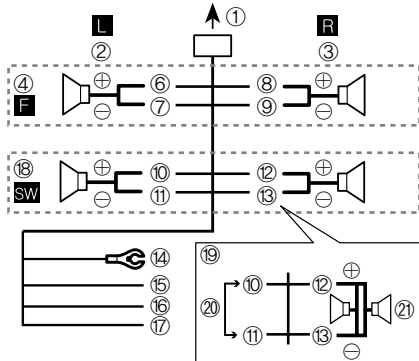 ①
L R
② ③
④ ⊕ ⑥ ⑧ ⊕
F ⊖ ⑦ ⑨ ⊖
⑱ ⊕ ⑩ ⑫ ⊕
SW ⊖ ⑪ ⑬ ⊖
⑭
⑮
⑯
⑰
⑲
⑳ ⑩ ⑫ ⊕ ㉑
⑪ ⑬ ⊖